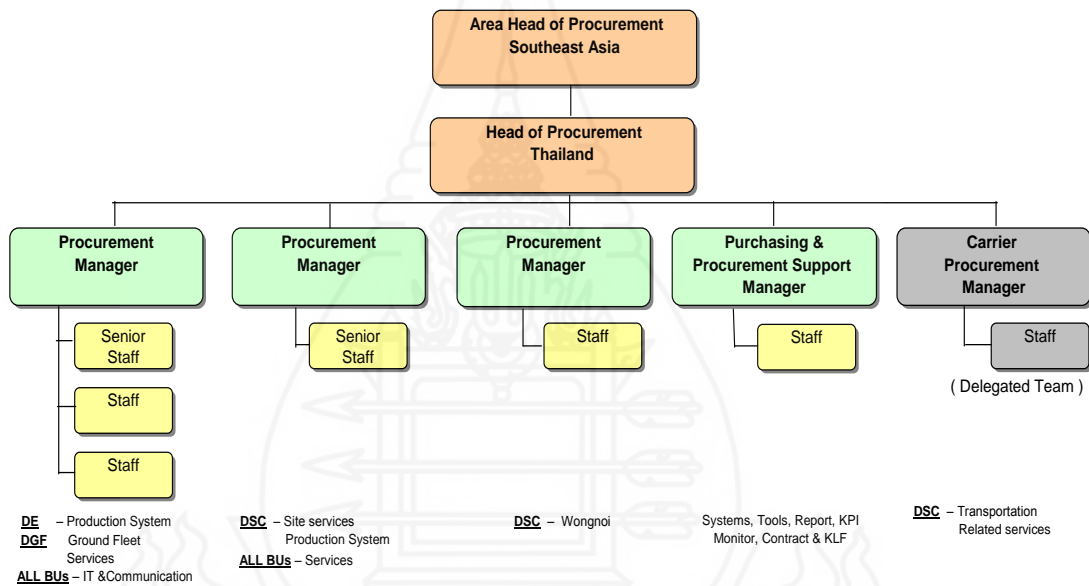 Area Head of Procurement
Southeast Asia
Head of Procurement
Thailand
Procurement
Manager
Senior
Staff
Staff
Staff
DE – Production System
DGF Ground Fleet
Services
ALL BUs – IT &Communication
Procurement
Manager
Senior
Staff
DSC – Site services
Production System
ALL BUs – Services
Procurement
Manager
Staff
DSC – Wongnoi
Purchasing &
Procurement Support
Manager
Staff
Systems, Tools, Report, KPI
Monitor, Contract & KLF
Carrier
Procurement
Manager
Staff
( Delegated Team )
DSC – Transportation
Related services